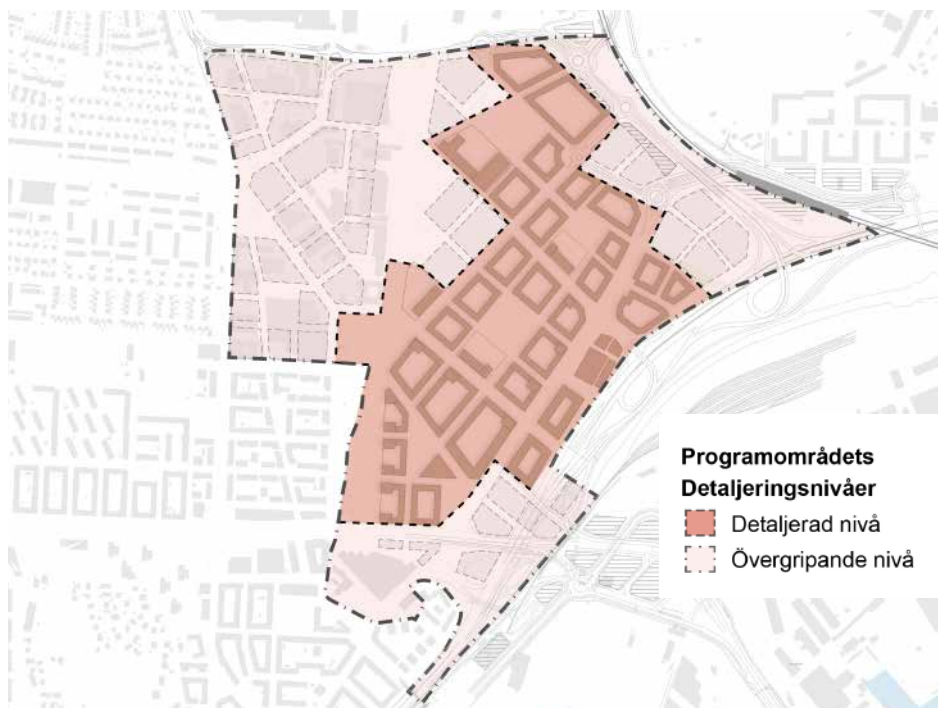 Programområdets
Detaljeringsnivåer
Detaljerad nivå
Övergripande nivå